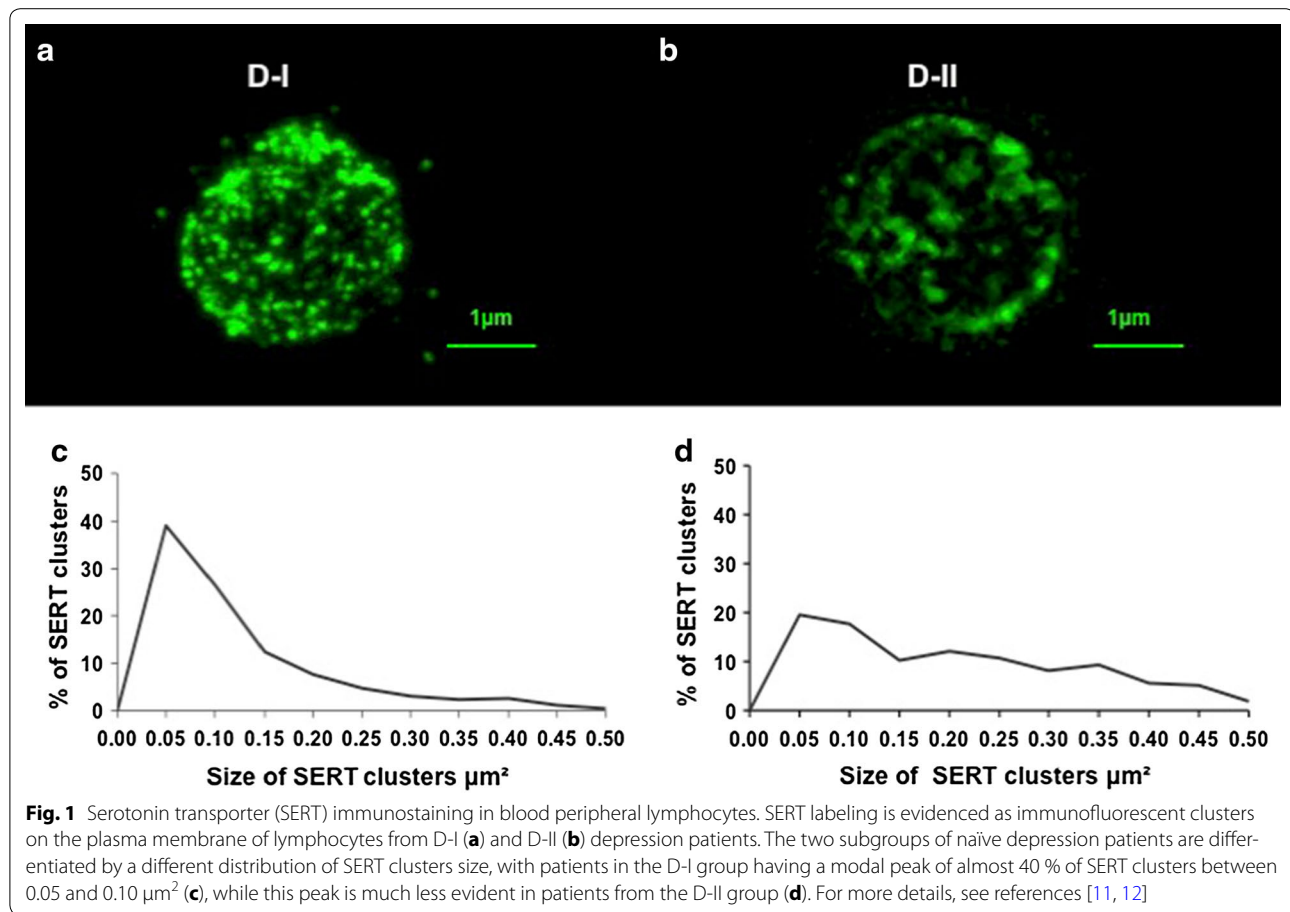 a
b
D-I
D-II
1µm
1µm
c
d
% of SERT clusters
50
40
30
20
10
0
0.00 0.05 0.10 0.15 0.20 0.25 0.30 0.35 0.40 0.45 0.50
Size of SERT clusters µm²
% of SERT clusters
50
40
30
20
10
0
0.00 0.05 0.10 0.15 0.20 0.25 0.30 0.35 0.40 0.45 0.50
Size of SERT clusters µm²
Fig. 1 Serotonin transporter (SERT) immunostaining in blood peripheral lymphocytes. SERT labeling is evidenced as immunofluorescent clusters
on the plasma membrane of lymphocytes from D-I (a) and D-II (b) depression patients. The two subgroups of naïve depression patients are differ-
entiated by a different distribution of SERT clusters size, with patients in the D-I group having a modal peak of almost 40 % of SERT clusters between
0.05 and 0.10 µm² (c), while this peak is much less evident in patients from the D-II group (d). For more details, see references [11, 12]